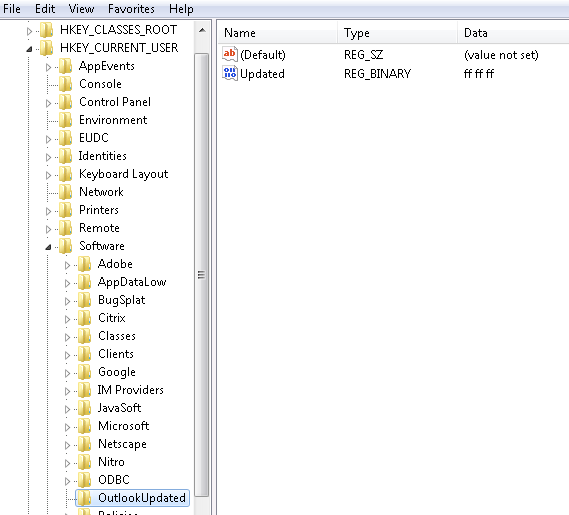 File Edit View Favorites Help
HKEY_CLASSES_ROOT
HKEY_CURRENT_USER
AppEvents
Console
Control Panel
Environment
EUDC
Identities
Keyboard Layout
Network
Printers
Remote
Software
Adobe
AppDataLow
BugSplat
Citrix
Classes
Clients
Google
IM Providers
JavaSoft
Microsoft
Netscape
Nitro
ODBC
OutlookUpdated
Policies
Name Type Data
(Default) REG_SZ (value not set)
Updated REG_BINARY ff ff ff